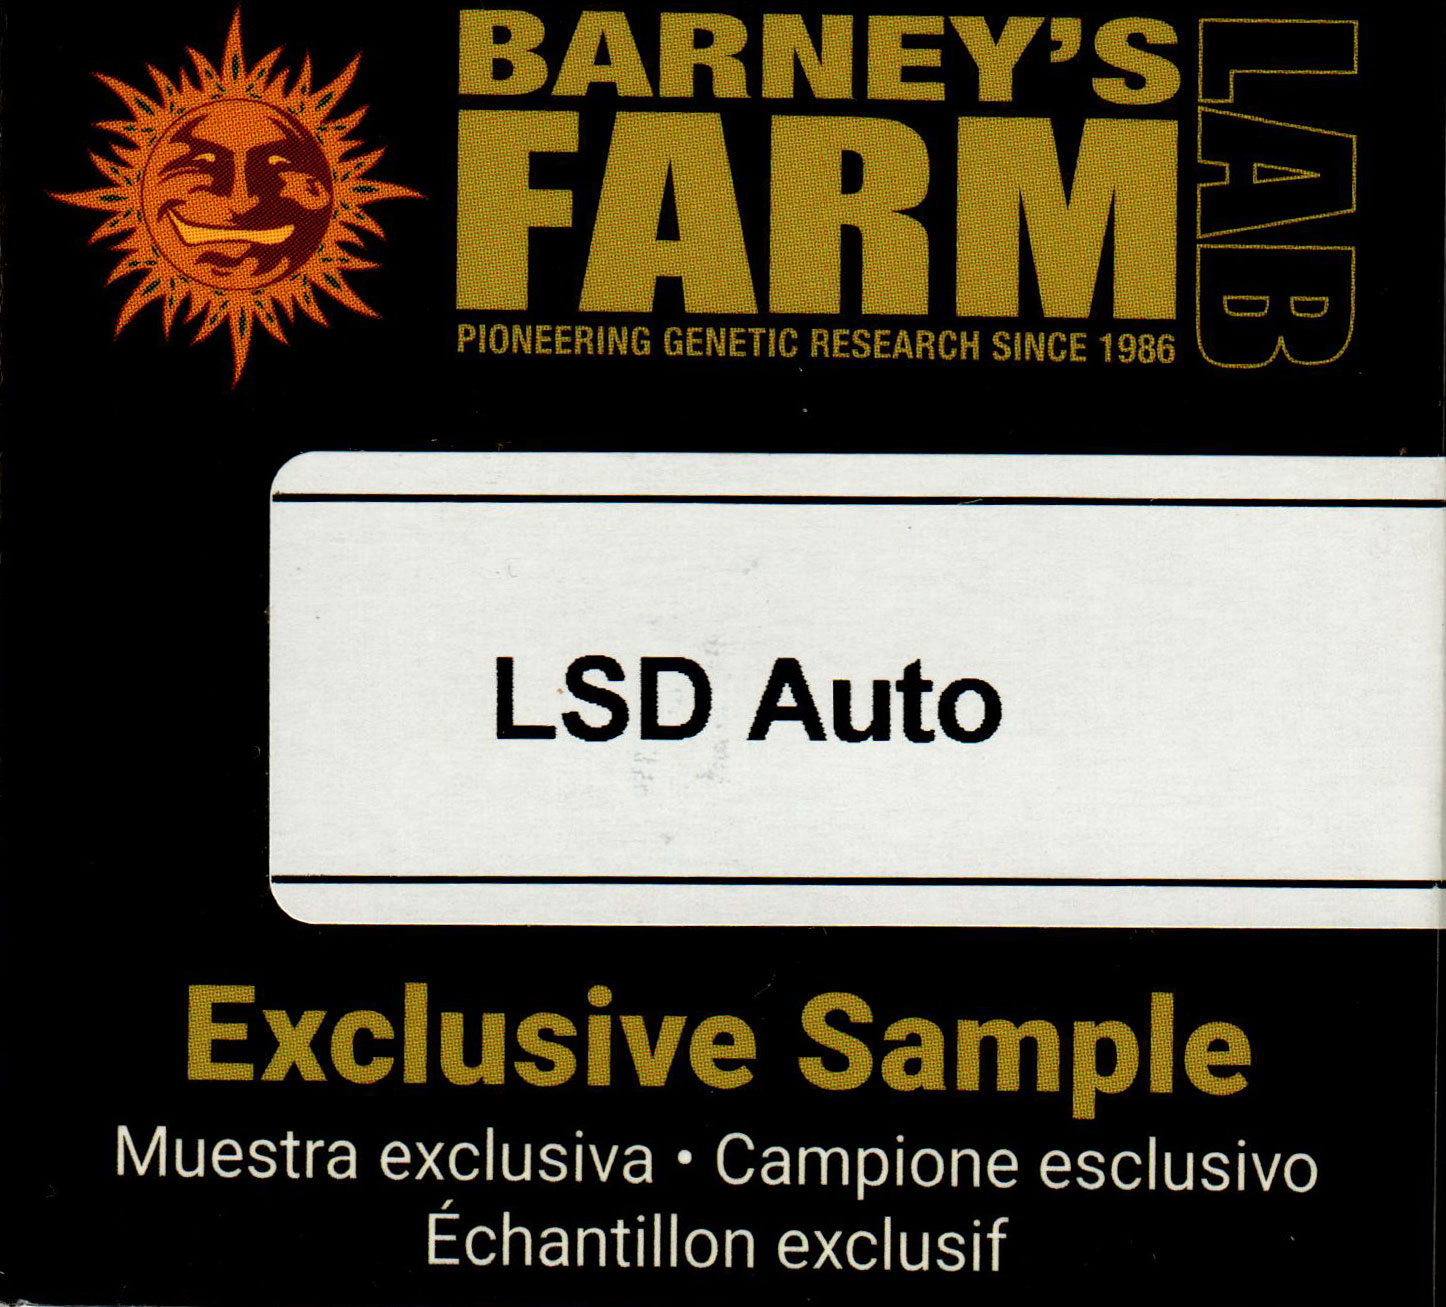 BARNEY'S
FARM
LAB
PIONEERING GENETIC RESEARCH SINCE 1986
LSD Auto
Exclusive Sample
Muestra exclusiva • Campione esclusivo
Échantillon exclusif